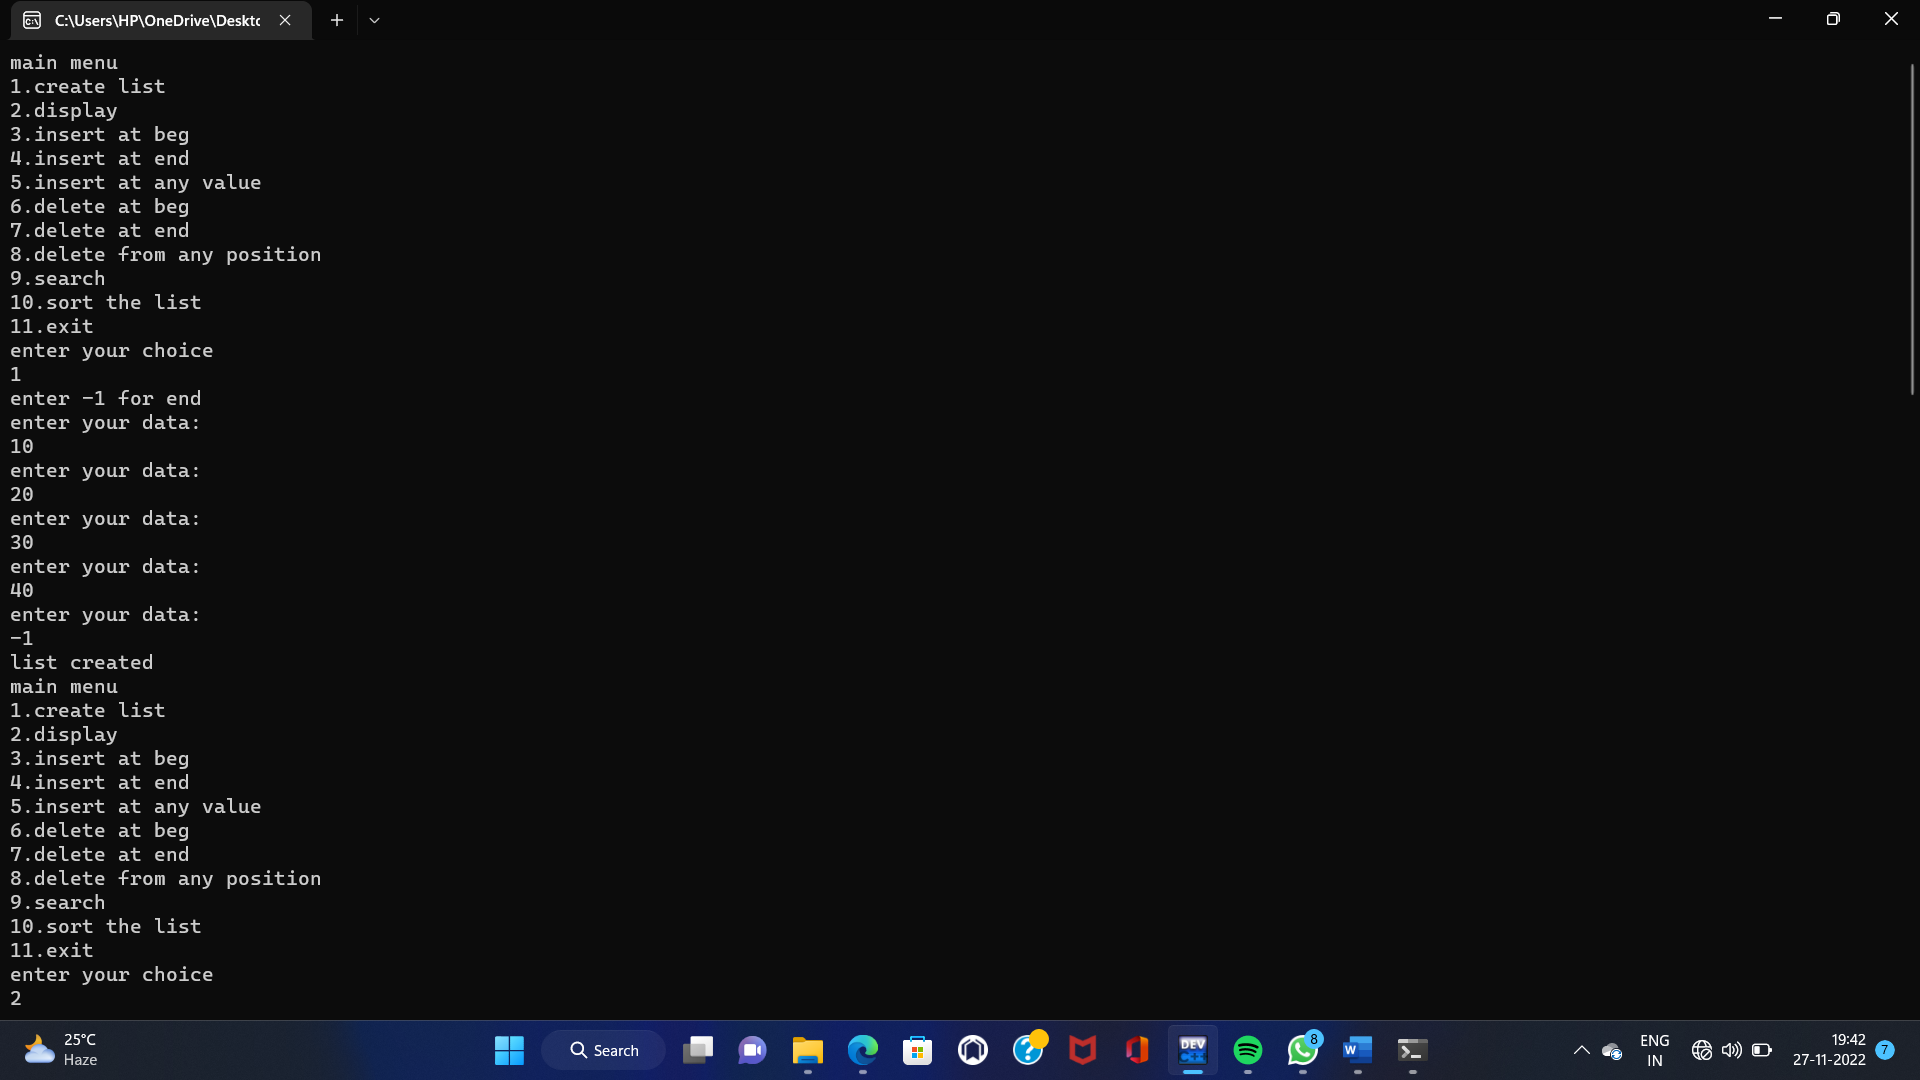 C:\Users\HP\OneDrive\Deskto
main menu
1.create list
2.display
3.insert at beg
4.insert at end
5.insert at any value
6.delete at beg
7.delete at end
8.delete from any position
9.search
10.sort the list
11.exit
enter your choice
1
enter -1 for end
enter your data:
10
enter your data:
20
enter your data:
30
enter your data:
40
enter your data:
-1
list created
main menu
1.create list
2.display
3.insert at beg
4.insert at end
5.insert at any value
6.delete at beg
7.delete at end
8.delete from any position
9.search
10.sort the list
11.exit
enter your choice
2
25°C
Haze
Search
DEV
C++
8
W
ENG
IN
19:42
27-11-2022
7